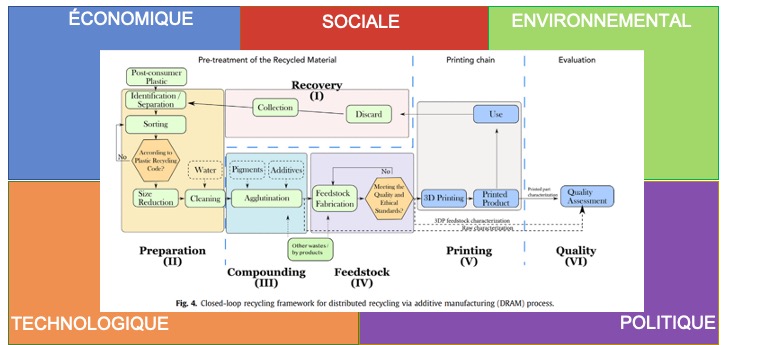 ÉCONOMIQUE
SOCIALE
ENVIRONNEMENTAL
Pre-treatment of the Recycled Material
Printing chain
Evaluation
Post-consumer
Plastic
Recovery
(I)
Identification /
Separation
Collection
Discard
Use
Sorting
No
According to
Plastic Recycling
Code?
Water
Pigments
Additives
No
Size
Reduction
Cleaning
Agglutination
Feedstock
Fabrication
Meeting the
Quality and
Ethical
Standards?
3D Printing
Printed
Product
Printed part
characterization
Quality
Assessment
3DP feedstock characterization
Raw characterization
Other wastes /
by products
Preparation
(II)
Compounding
(III)
Feedstock
(IV)
Printing
(V)
Quality
(VI)
Fig. 4. Closed-loop recycling framework for distributed recycling via additive manufacturing (DRAM) process.
TECHNOLOGIQUE
POLITIQUE